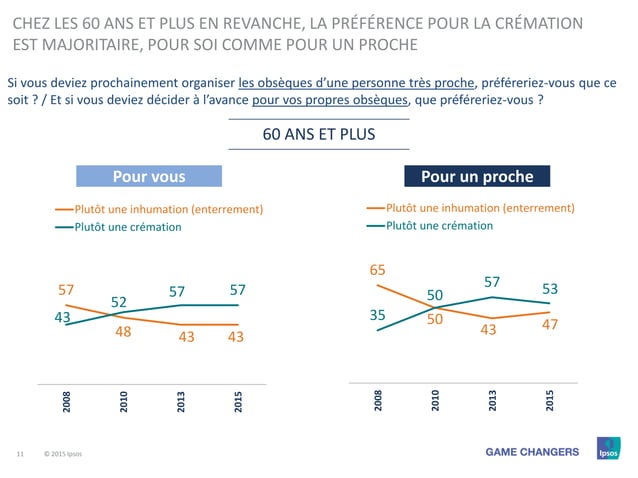 CHEZ LES 60 ANS ET PLUS EN REVANCHE, LA PRÉFÉRENCE POUR LA CRÉMATION
EST MAJORITAIRE, POUR SOI COMME POUR UN PROCHE
Si vous deviez prochainement organiser les obsèques d'une personne très proche, préféreriez-vous que ce
soit ? / Et si vous deviez décider à l'avance pour vos propres obsèques, que préféreriez-vous ?
60 ANS ET PLUS
Pour vous
Plutôt une inhumation (enterrement)
Plutôt une crémation
57
43
52
48
57
43
57
43
2008
2010
2013
2015
Pour un proche
Plutôt une inhumation (enterrement)
Plutôt une crémation
65
35
50
50
57
43
53
47
2008
2010
2013
2015
11 © 2015 Ipsos
GAME CHANGERS
Ipsos